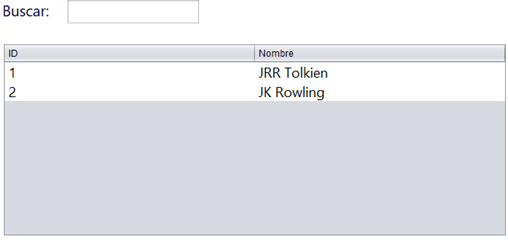 Buscar:
ID Nombre
1 JRR Tolkien
2 JK Rowling